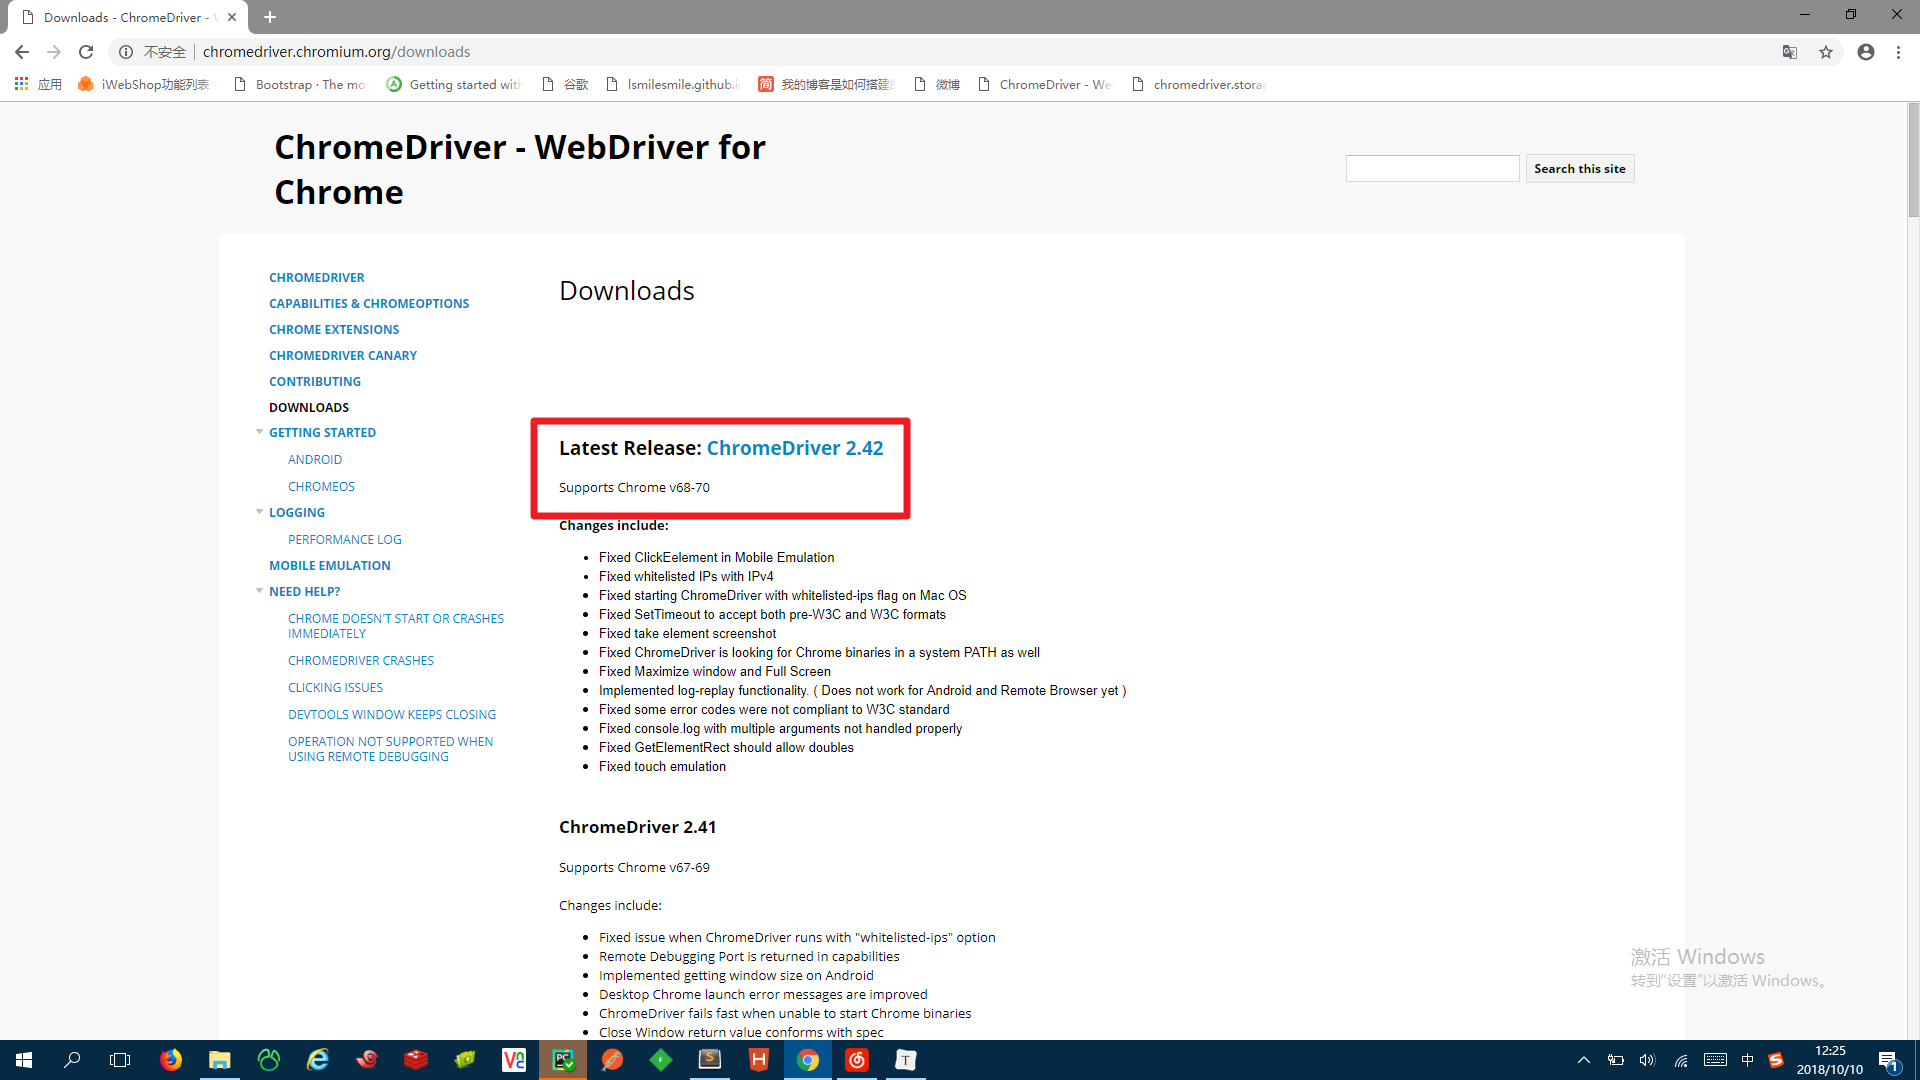 Downloads - ChromeDriver -
不安全 chromedriver.chromium.org/downloads
应用 iWebShop功能列表 Bootstrap · The mo Getting started with 谷歌 lsmilesmile.github.i 我的博客是如何搭建 微博 ChromeDriver - We chromedriver.stora
ChromeDriver - WebDriver for
Chrome
Search this site
CHROMEDRIVER
CAPABILITIES & CHROMEOPTIONS
CHROME EXTENSIONS
CHROMEDRIVER CANARY
CONTRIBUTING
DOWNLOADS
GETTING STARTED
ANDROID
CHROMEOS
LOGGING
PERFORMANCE LOG
MOBILE EMULATION
NEED HELP?
CHROME DOESN'T START OR CRASHES
IMMEDIATELY
CHROMEDRIVER CRASHES
CLICKING ISSUES
DEVTOOLS WINDOW KEEPS CLOSING
OPERATION NOT SUPPORTED WHEN
USING REMOTE DEBUGGING
Downloads
Latest Release: ChromeDriver 2.42
Supports Chrome v68-70
Changes include:
Fixed ClickEelement in Mobile Emulation
Fixed whitelisted IPs with IPv4
Fixed starting ChromeDriver with whitelisted-ips flag on Mac OS
Fixed SetTimeout to accept both pre-W3C and W3C formats
Fixed take element screenshot
Fixed ChromeDriver is looking for Chrome binaries in a system PATH as well
Fixed Maximize window and Full Screen
Implemented log-replay functionality. ( Does not work for Android and Remote Browser yet )
Fixed some error codes were not compliant to W3C standard
Fixed console.log with multiple arguments not handled properly
Fixed GetElementRect should allow doubles
Fixed touch emulation
ChromeDriver 2.41
Supports Chrome v67-69
Changes include:
Fixed issue when ChromeDriver runs with "whitelisted-ips" option
Remote Debugging Port is returned in capabilities
Implemented getting window size on Android
Desktop Chrome launch error messages are improved
ChromeDriver fails fast when unable to start Chrome binaries
Close Window return value conforms with spec
激活 Windows
转到“设置”以激活 Windows。
中
12:25
2018/10/10
1